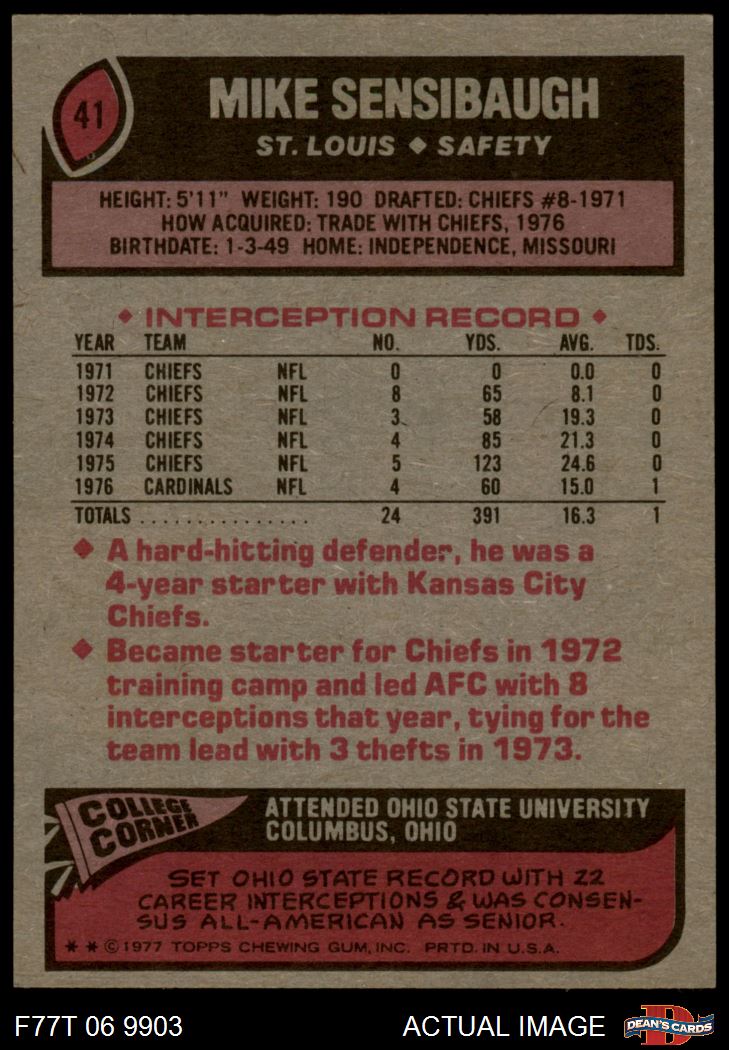 41
MIKE SENSIBAUGH
ST. LOUIS ◆ SAFETY
HEIGHT: 5'11" WEIGHT: 190 DRAFTED: CHIEFS #8-1971
HOW ACQUIRED: TRADE WITH CHIEFS, 1976
BIRTHDATE: 1-3-49 HOME: INDEPENDENCE, MISSOURI
◆ INTERCEPTION RECORD ◆
YEAR TEAM NO. YDS. AVG. TDS.
1971 CHIEFS NFL 0 0 0.0 0
1972 CHIEFS NFL 8 65 8.1 0
1973 CHIEFS NFL 3 58 19.3 0
1974 CHIEFS NFL 4 85 21.3 0
1975 CHIEFS NFL 5 123 24.6 0
1976 CARDINALS NFL 4 60 15.0 1
TOTALS ............... 24 391 16.3 1
◆ A hard-hitting defender, he was a
4-year starter with Kansas City
Chiefs.
◆ Became starter for Chiefs in 1972
training camp and led AFC with 8
interceptions that year, tying for the
team lead with 3 thefts in 1973.
COLLEGE
CORNER
ATTENDED OHIO STATE UNIVERSITY
COLUMBUS, OHIO
SET OHIO STATE RECORD WITH 22
CAREER INTERCEPTIONS & WAS CONSEN-
SUS ALL-AMERICAN AS SENIOR.
* * © 1977 TOPPS CHEWING GUM, INC. PRTD. IN U.S.A.
F77T 06 9903
ACTUAL IMAGE
D
DEAN'S CARDS